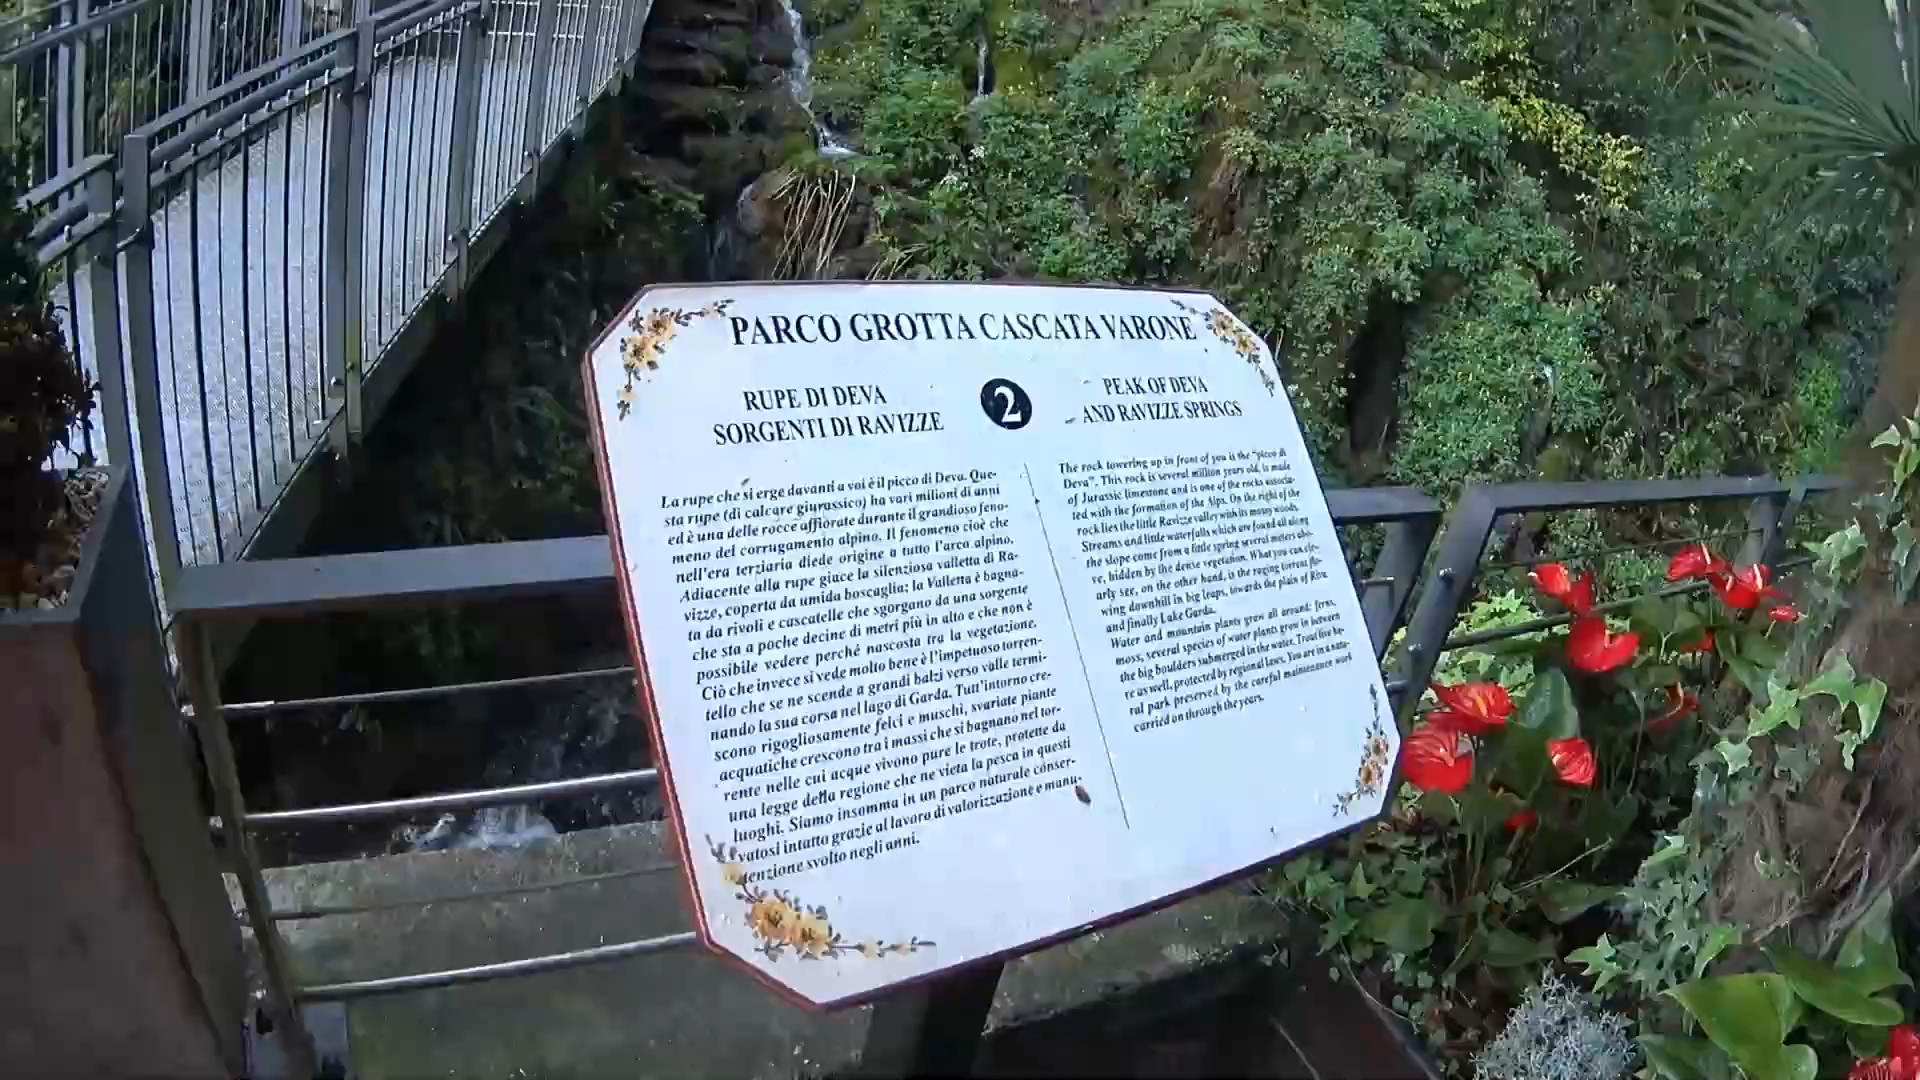 PARCO GROTTA CASCATA VARONE
RUPE DI DEVA
SORGENTI DI RAVIZZE
2
PEAK OF DEVA
AND RAVIZZE SPRINGS
La rupe che si erge davanti a voi è il picco di Deva. Que-
sta rupe (di calcare giurassico) ha vari milioni di anni
ed è una delle rocce affiorate durante il grandioso feno-
meno del corrugamento alpino. Il fenomeno cioè che
nell'era terziaria diede origine a tutto l'arco alpino.
Adiacente alla rupe giace la silenziosa valletta di Ra-
vizze, coperta da umida boscaglia; la Valletta è bagna-
ta da rivoli e cascatelle che sgorgano da una sorgente
che sta a poche decine di metri più in alto e che non è
possibile vedere perché nascosta tra la vegetazione.
Ciò che invece si vede molto bene è l'impetuoso torren-
tello che se ne scende a grandi balzi verso valle termi-
nando la sua corsa nel lago di Garda. Tutt'intorno cre-
scono rigogliosamente felci e muschi, svariate piante
acquatiche crescono tra i massi che si bagnano nel tor-
rente nelle cui acque vivono pure le trote, protette da
una legge della regione che ne vieta la pesca in questi
luoghi. Siamo insomma in un parco naturale conser-
vatosi intatto grazie al lavoro di valorizzazione e manu-
tenzione svolto negli anni.
The rock towering up in front of you is the "picco di
Deva". This rock is several million years old, is made
of Jurassic limestone and is one of the rocks associa-
ted with the formation of the Alps. On the right of the
rock lies the little Ravizze valley with its mossy woods.
Streams and little waterfalls which are found all along
the slope come from a little spring several meters abo-
ve, hidden by the dense vegetation. What you can cle-
arly see, on the other hand, is the raging torrent flo-
wing downhill in big leaps, towards the plain of Riva
and finally Lake Garda.
Water and mountain plants grow all around: ferns,
moss, several species of water plants grow in between
the big boulders submerged in the water. Trout live he-
re as well, protected by regional laws. You are in a natu-
ral park preserved by the careful maintenance work
carried on through the years.